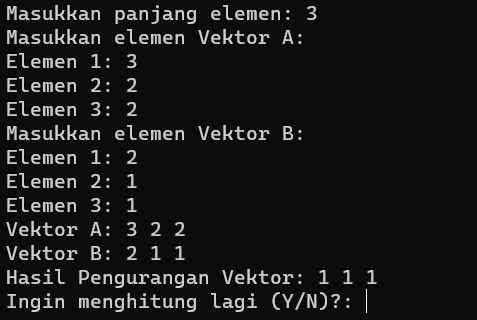 Masukkan panjang elemen: 3
Masukkan elemen Vektor A:
Elemen 1: 3
Elemen 2: 2
Elemen 3: 2
Masukkan elemen Vektor B:
Elemen 1: 2
Elemen 2: 1
Elemen 3: 1
Vektor A: 3 2 2
Vektor B: 2 1 1
Hasil Pengurangan Vektor: 1 1 1
Ingin menghitung lagi (Y/N)?: